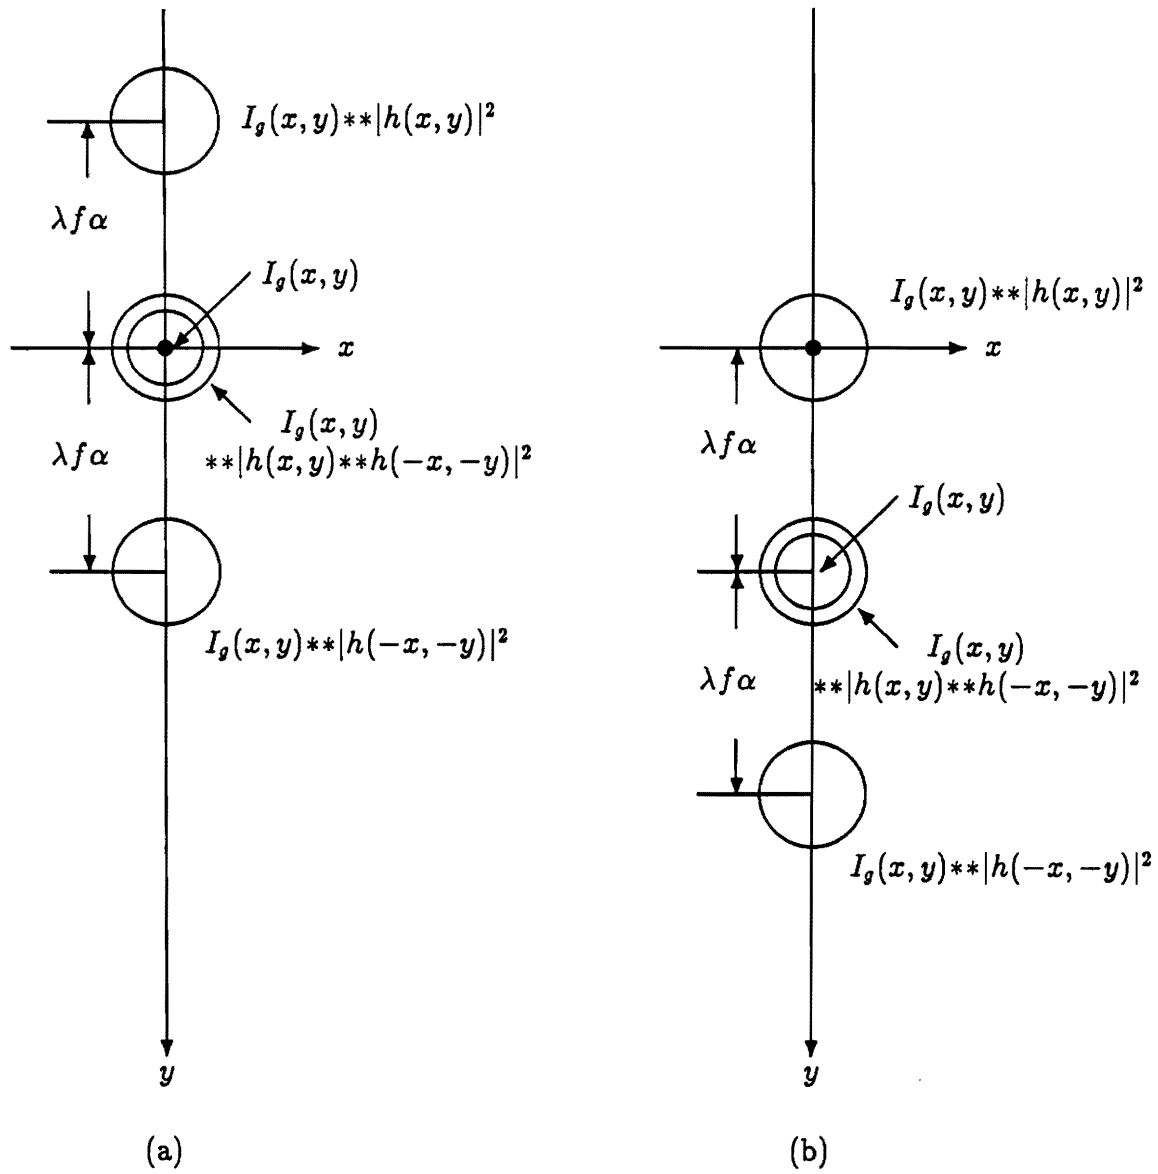 I_g(x,y)**|h(x,y)|²
λfα
I_g(x,y)
x
I_g(x,y)
**|h(x,y)**h(-x,-y)|²
λfα
I_g(x,y)**|h(-x,-y)|²
y
(a)
I_g(x,y)**|h(x,y)|²
x
λfα
I_g(x,y)
I_g(x,y)
**|h(x,y)**h(-x,-y)|²
λfα
I_g(x,y)**|h(-x,-y)|²
y
(b)